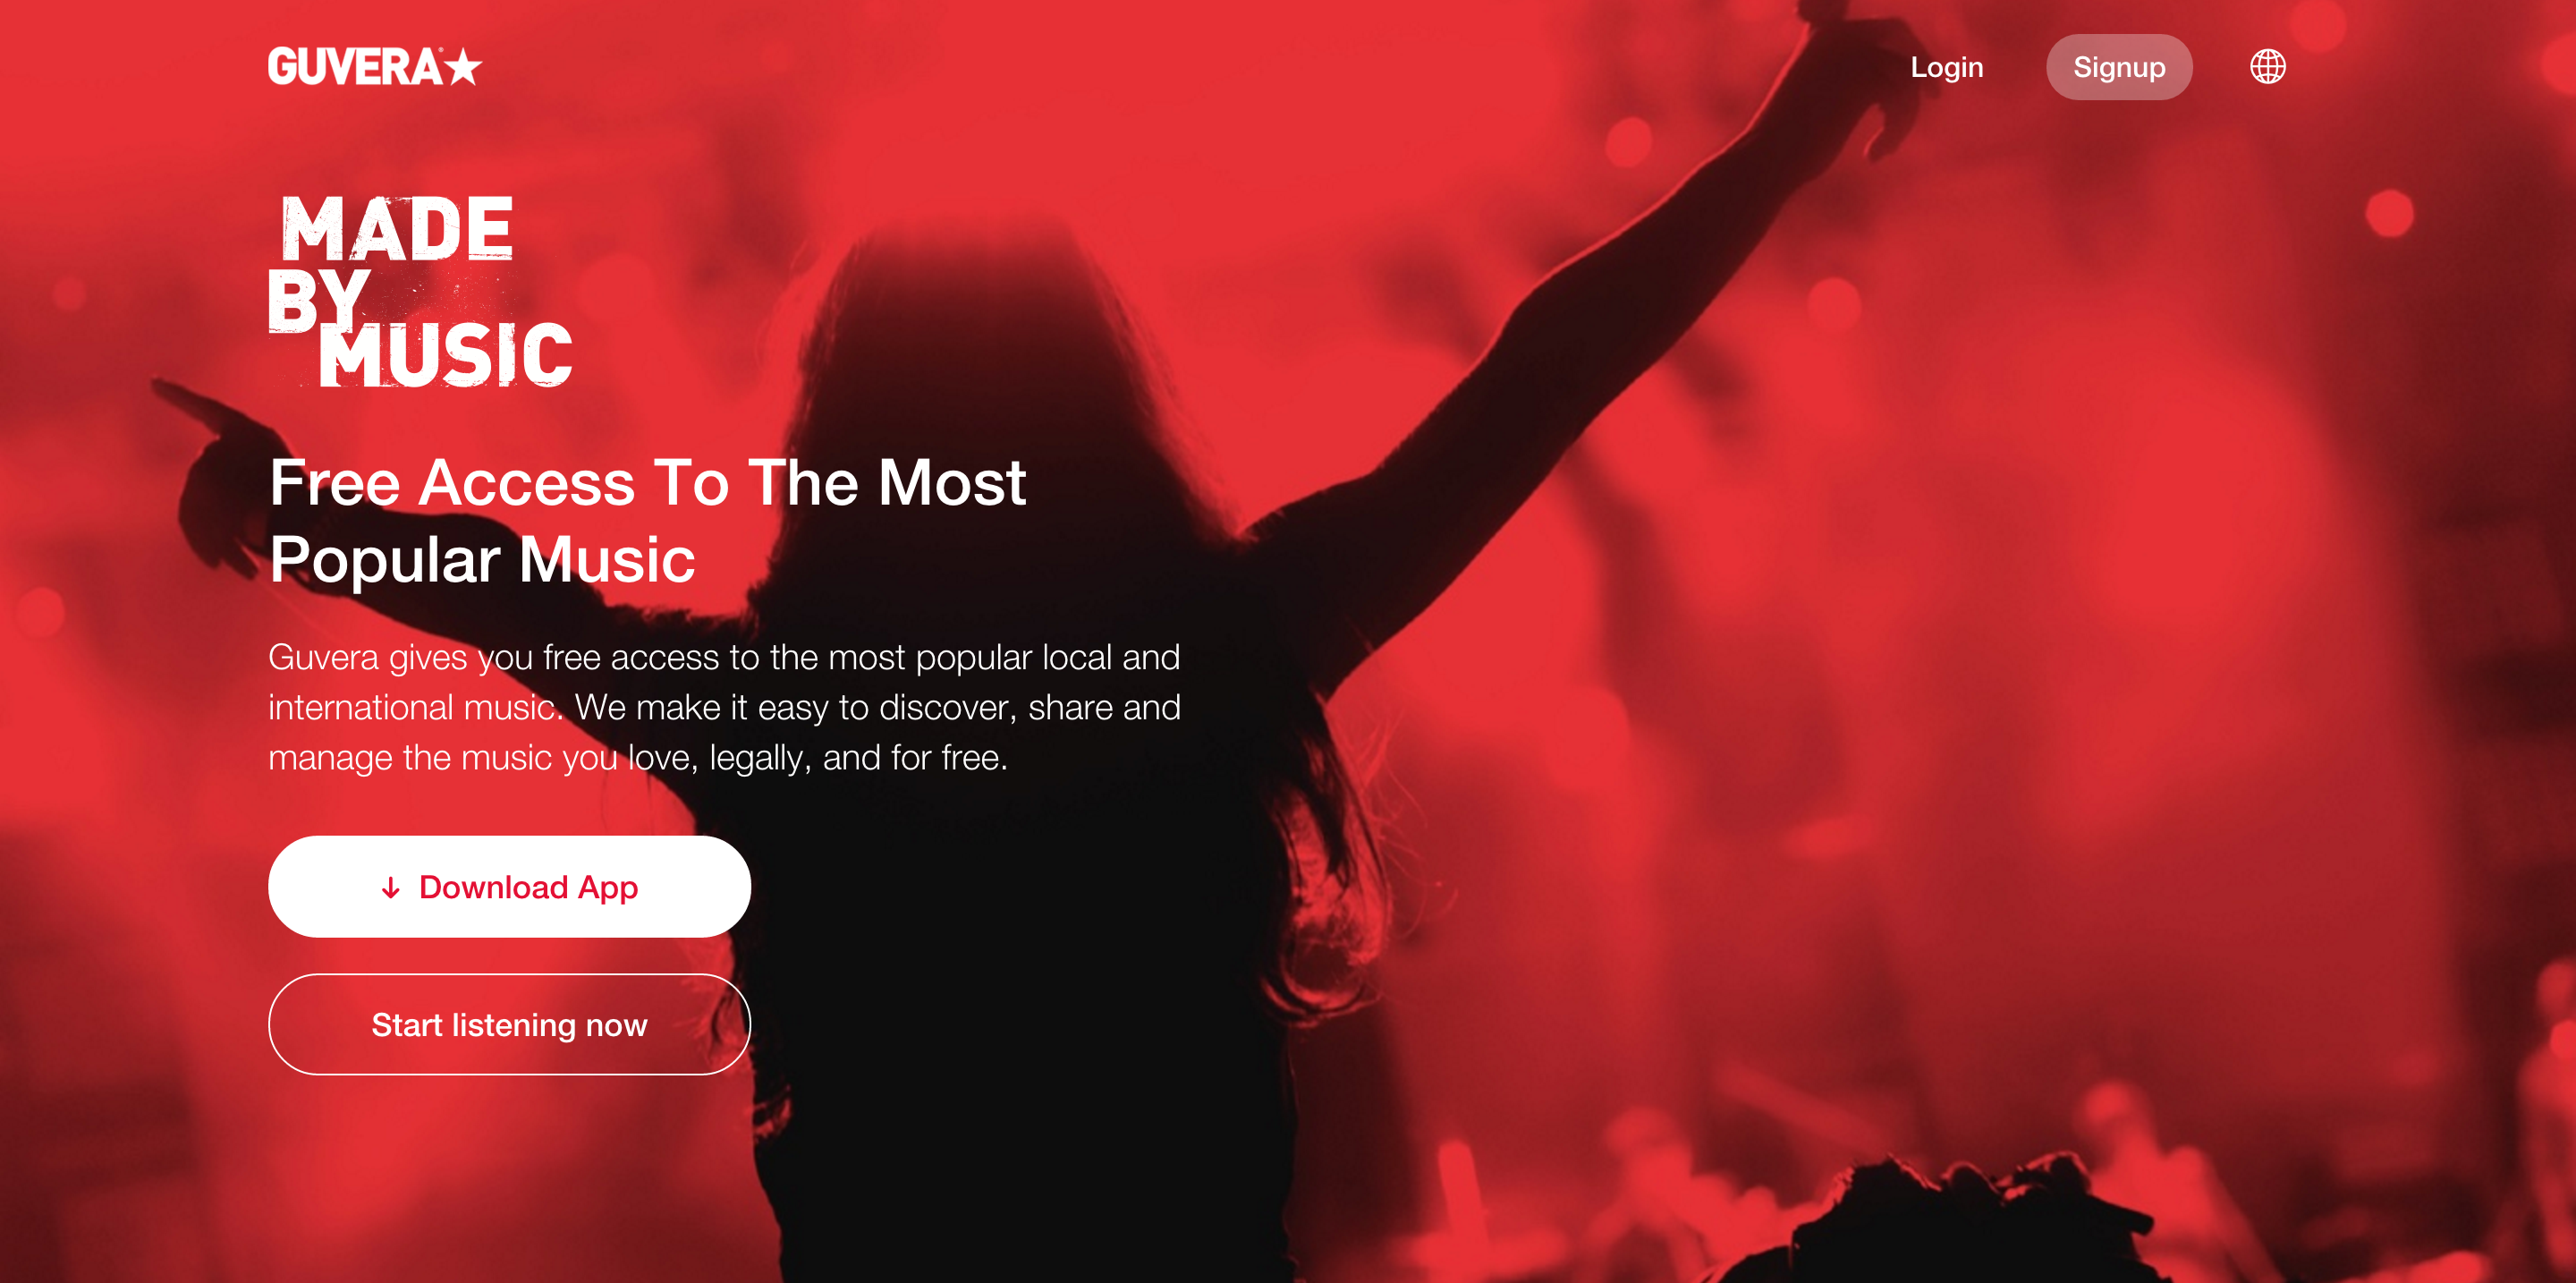 GUVERA
Login
Signup
MADE
BY
MUSIC
Free Access To The Most
Popular Music
Guvera gives you free access to the most popular local and
international music. We make it easy to discover, share and
manage the music you love, legally, and for free.
Download App
Start listening now